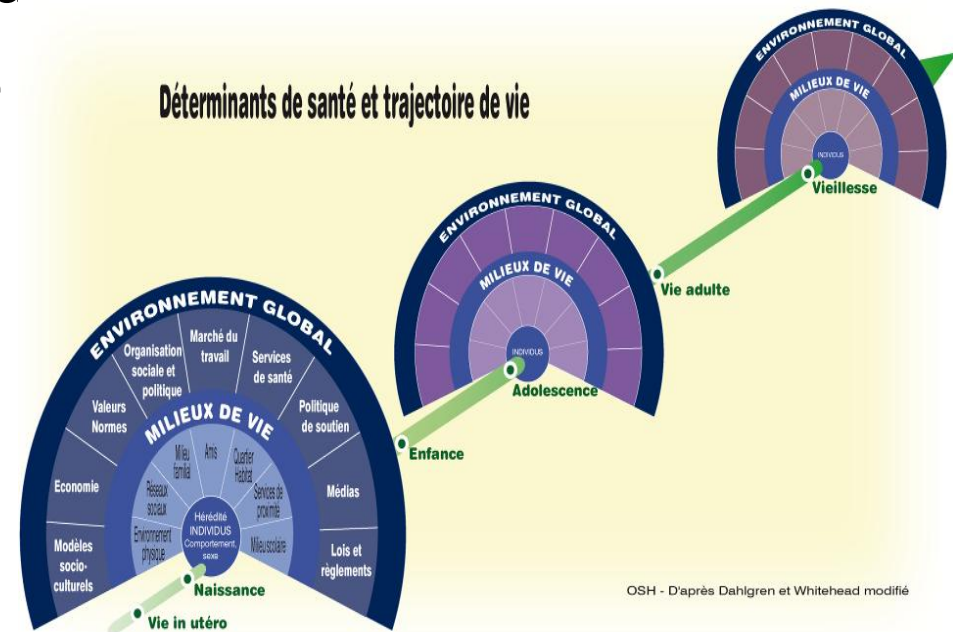 Déterminants de santé et trajectoire de vie
ENVIRONNEMENT GLOBAL
MILIEUX DE VIE
INDIVIDUS
Vieillesse
Vie adulte
ENVIRONNEMENT GLOBAL
MILIEUX DE VIE
INDIVIDUS
Adolescence
Enfance
ENVIRONNEMENT GLOBAL
Modèles
socio-
culturels
Economie
Valeurs
Normes
Organisation
sociale et
politique
Marché du
travail
Services
de santé
Politique
de soutien
Médias
Lois et
règlements
MILIEUX DE VIE
Environnement
physique
Réseaux
sociaux
Milieu
familial
Amis
Quartier
Habitat
Services de
proximité
Milieu scolaire
Hérédité
INDIVIDUS
Comportement,
sexe
Naissance
Vie in utéro
OSH - D'après Dahlgren et Whitehead modifié